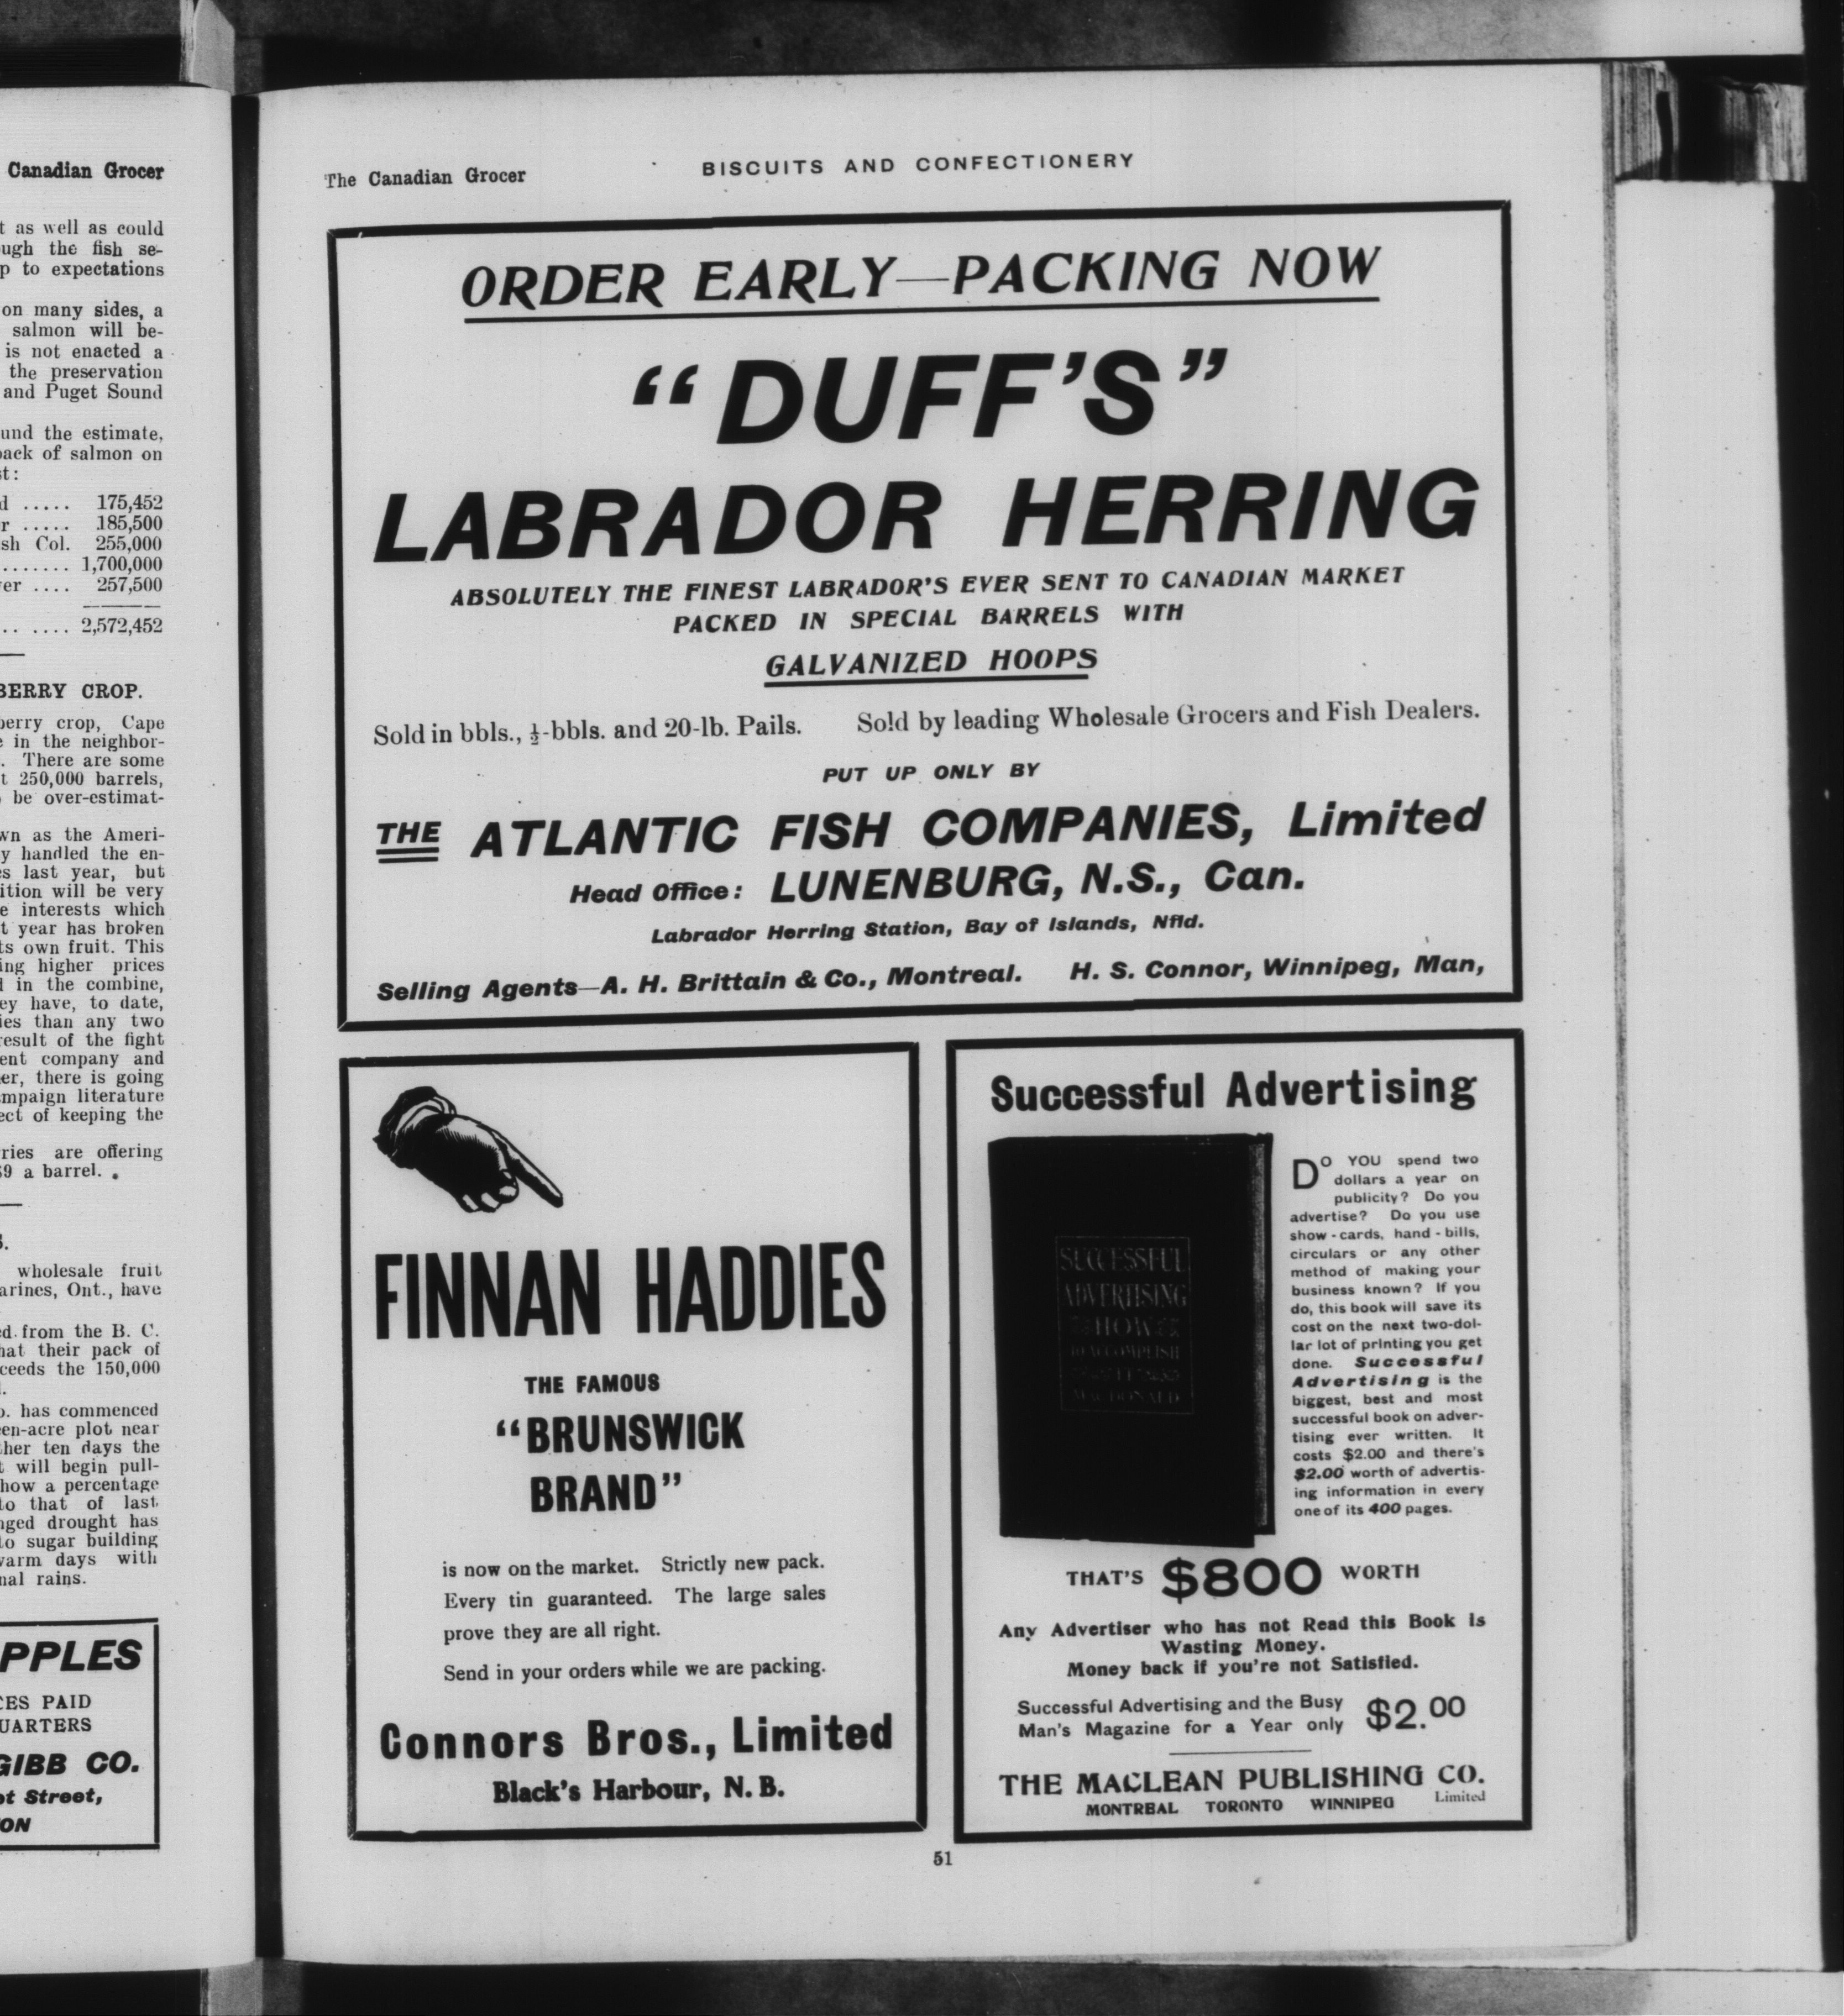 Canadian Grocer
t as well as could
ugh the fish se-
p to expectations
on many sides, a
salmon will be-
is not enacted a
the preservation
and Puget Sound
und the estimate,
pack of salmon on
st:
d ..... 175,452
r ..... 185,500
sh Col. 255,000
....... 1,700,000
ver .... 257,500
.. .... 2,572,452
BERRY CROP.
berry crop, Cape
e in the neighbor-
. There are some
t 250,000 barrels,
be over-estimat-
wn as the Ameri-
y handled the en-
es last year, but
ition will be very
e interests which
t year has broken
ts own fruit. This
ing higher prices
d in the combine,
ey have, to date,
ies than any two
result of the fight
ent company and
er, there is going
mpaign literature
ect of keeping the
ries are offering
$9 a barrel.
S.
wholesale fruit
arines, Ont., have
ed from the B. C.
hat their pack of
ceeds the 150,000
l.
o. has commenced
een-acre plot near
ther ten days the
t will begin pull-
how a percentage
to that of last
nged drought has
to sugar building
warm days with
nal rains.
PPLES
CES PAID
UARTERS
GIBB CO.
et Street,
ON
The Canadian Grocer
BISCUITS AND CONFECTIONERY
ORDER EARLY—PACKING NOW
"DUFF'S"
LABRADOR HERRING
ABSOLUTELY THE FINEST LABRADOR'S EVER SENT TO CANADIAN MARKET
PACKED IN SPECIAL BARRELS WITH
GALVANIZED HOOPS
Sold in bbls., ½-bbls. and 20-lb. Pails. Sold by leading Wholesale Grocers and Fish Dealers.
PUT UP ONLY BY
THE ATLANTIC FISH COMPANIES, Limited
Head Office: LUNENBURG, N.S., Can.
Labrador Herring Station, Bay of Islands, Nfld.
Selling Agents—A. H. Brittain & Co., Montreal. H. S. Connor, Winnipeg, Man,
FINNAN HADDIES
THE FAMOUS
"BRUNSWICK
BRAND"
is now on the market. Strictly new pack.
Every tin guaranteed. The large sales
prove they are all right.
Send in your orders while we are packing.
Connors Bros., Limited
Black's Harbour, N. B.
Successful Advertising
SUCCESSFUL
ADVERTISING
HOW
TO ACCOMPLISH
IT
MACDONALD
DO YOU spend two
dollars a year on
publicity? Do you
advertise? Do you use
show-cards, hand-bills,
circulars or any other
method of making your
business known? If you
do, this book will save its
cost on the next two-dol-
lar lot of printing you get
done. Successful
Advertising is the
biggest, best and most
successful book on adver-
tising ever written. It
costs $2.00 and there's
$2.00 worth of advertis-
ing information in every
one of its 400 pages.
THAT'S $800 WORTH
Any Advertiser who has not Read this Book is
Wasting Money.
Money back if you're not Satisfied.
Successful Advertising and the Busy
Man's Magazine for a Year only $2.00
THE MACLEAN PUBLISHING CO.
Limited
MONTREAL TORONTO WINNIPEG
51